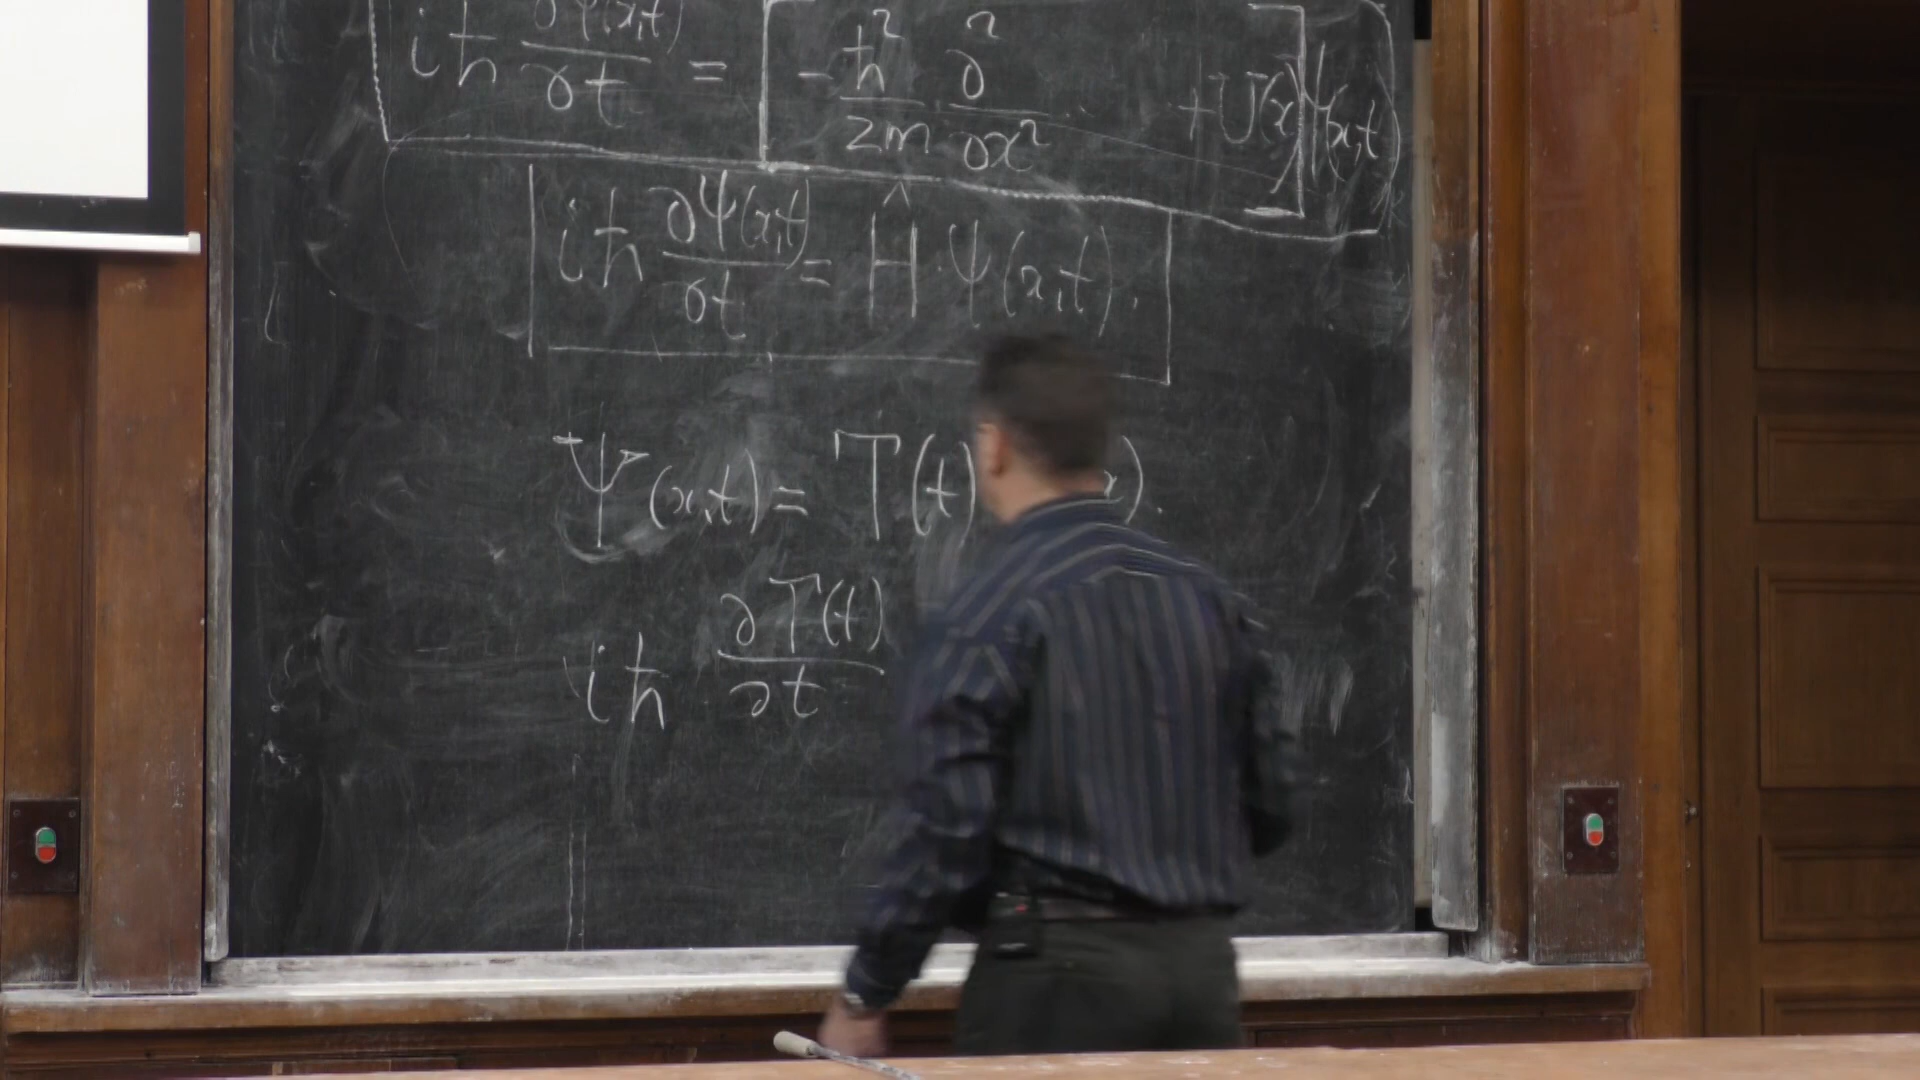 iħ ∂Ψ(x,t)/∂t = [-ħ²/2m ∂²/∂x² + U(x)] Ψ(x,t)
iħ ∂Ψ(x,t)/∂t = Ĥ·Ψ(x,t).
Ψ(x,t) = T(t) x).
iħ ∂T(t)/∂t